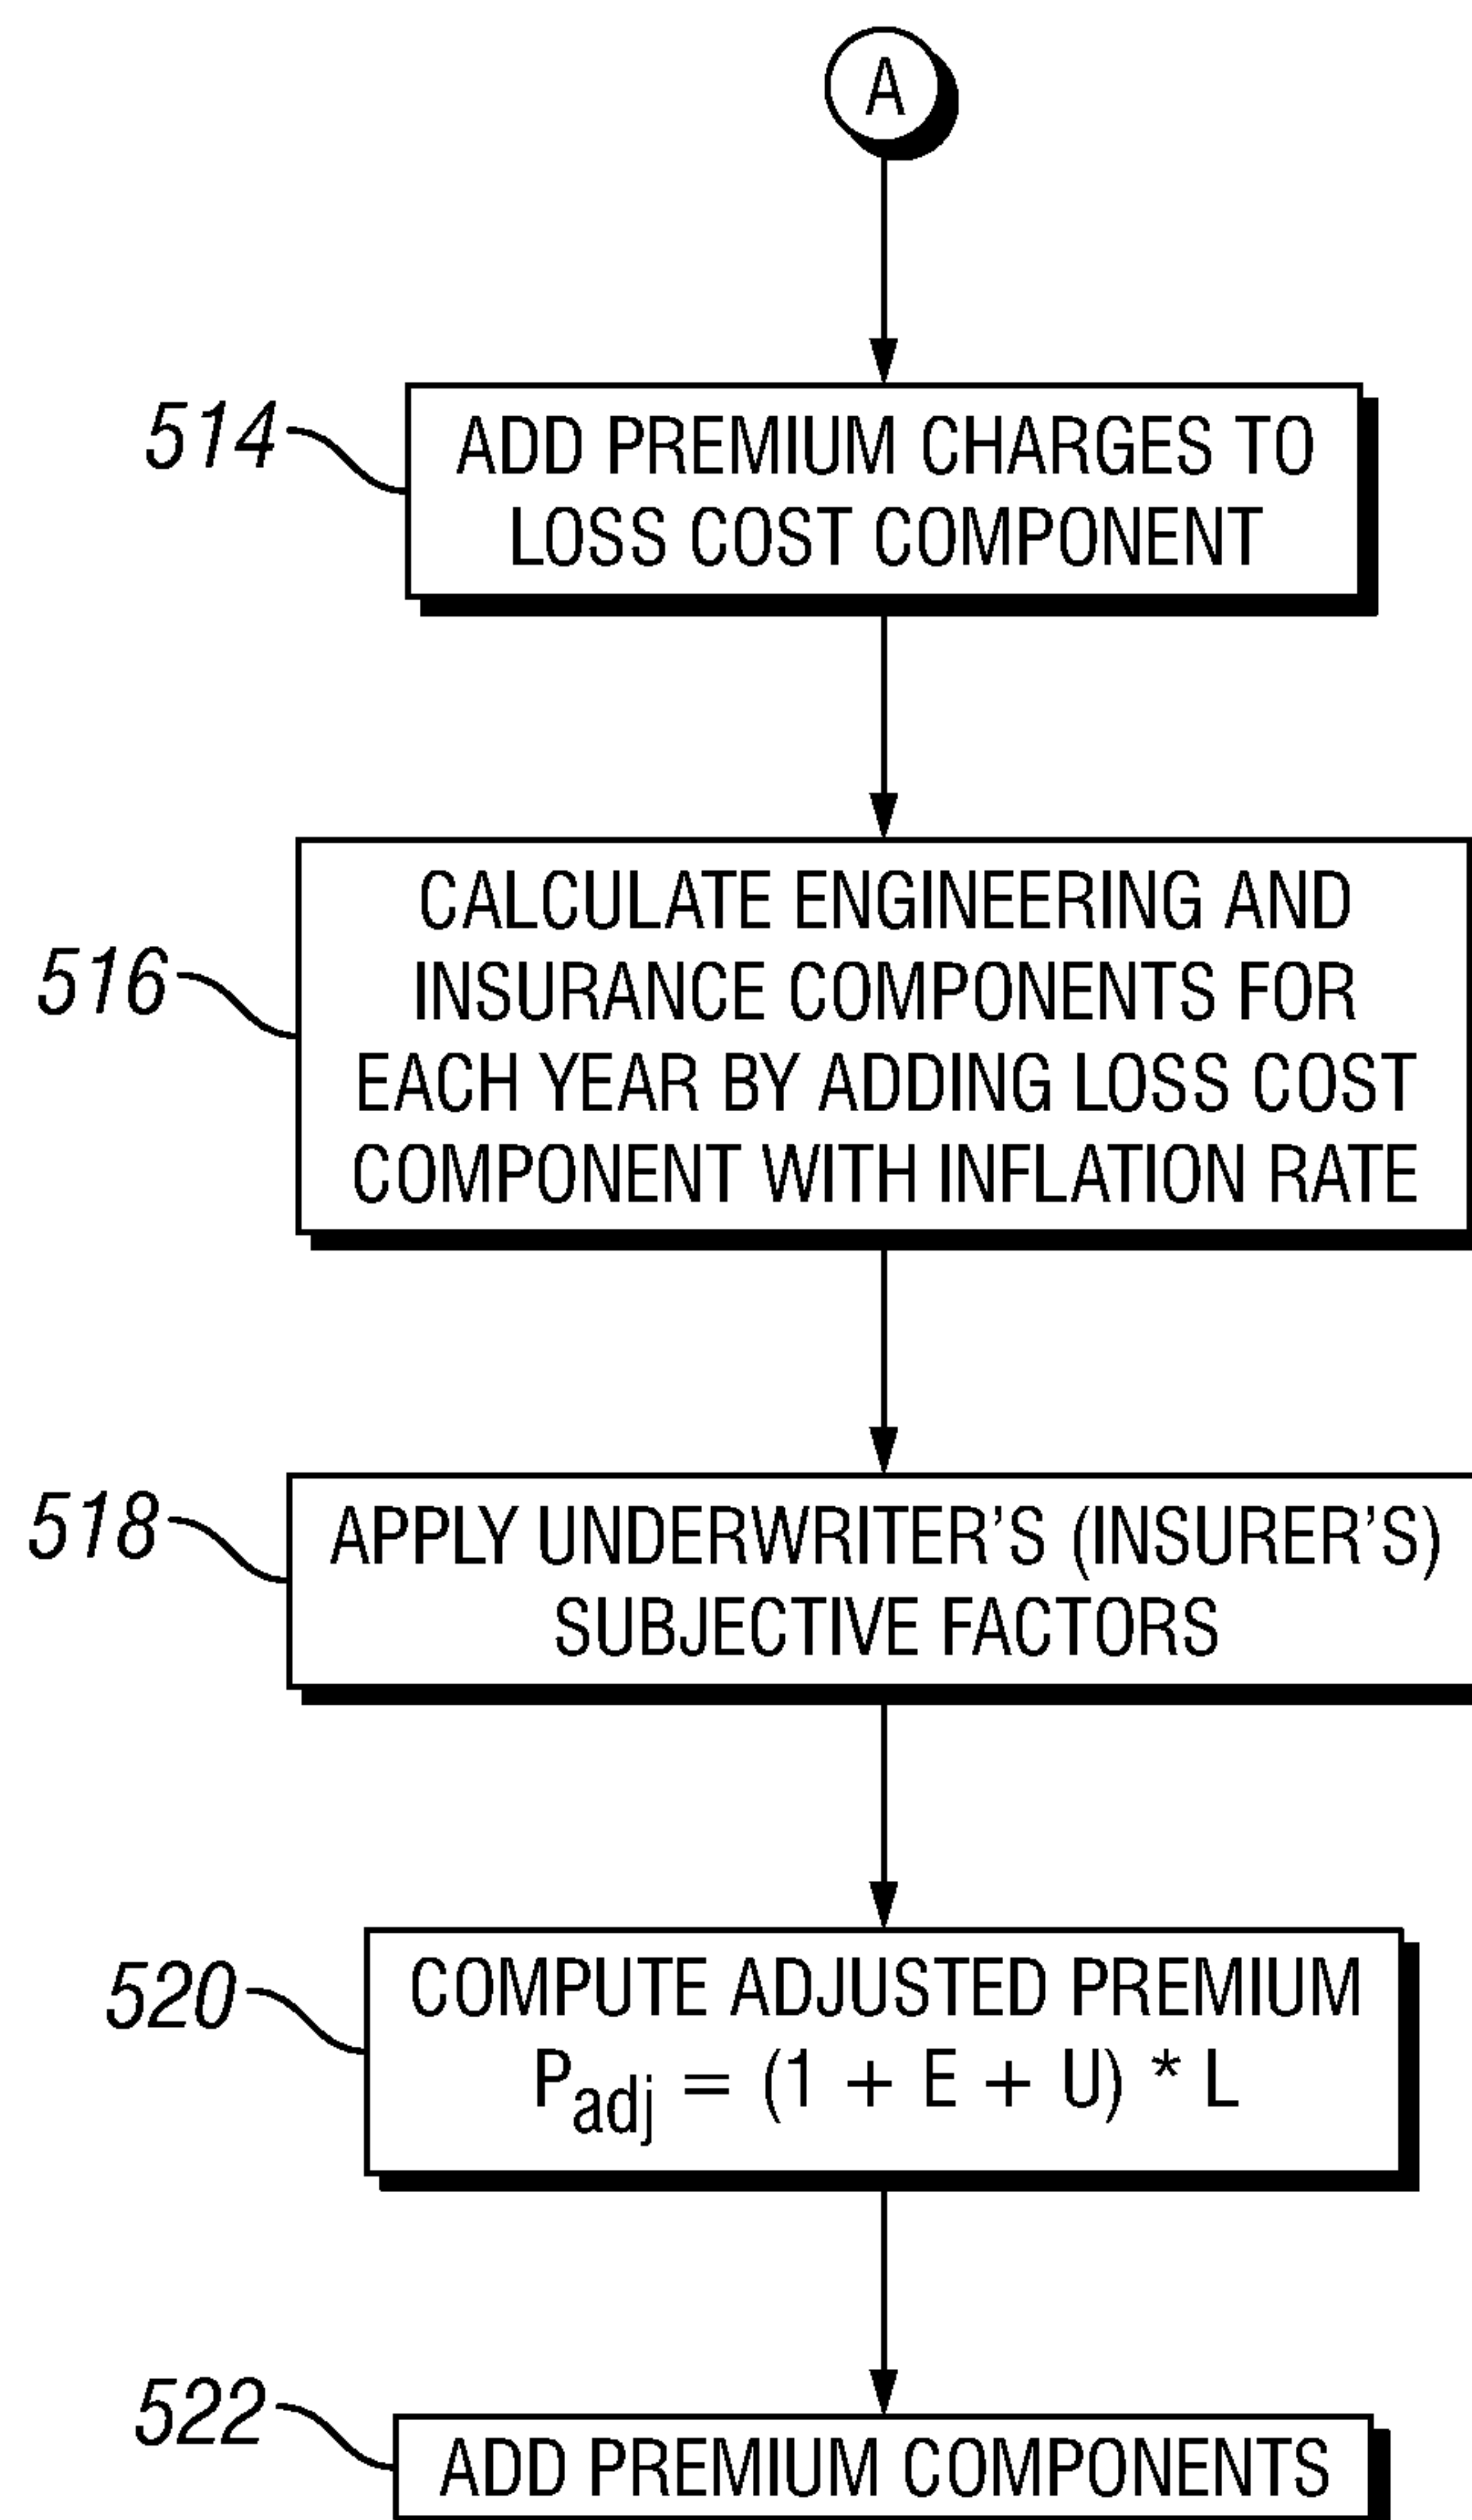 A
514
ADD PREMIUM CHARGES TO
LOSS COST COMPONENT
516
CALCULATE ENGINEERING AND
INSURANCE COMPONENTS FOR
EACH YEAR BY ADDING LOSS COST
COMPONENT WITH INFLATION RATE
518
APPLY UNDERWRITER'S (INSURER'S)
SUBJECTIVE FACTORS
520
COMPUTE ADJUSTED PREMIUM
Padj = (1 + E + U) * L
522
ADD PREMIUM COMPONENTS